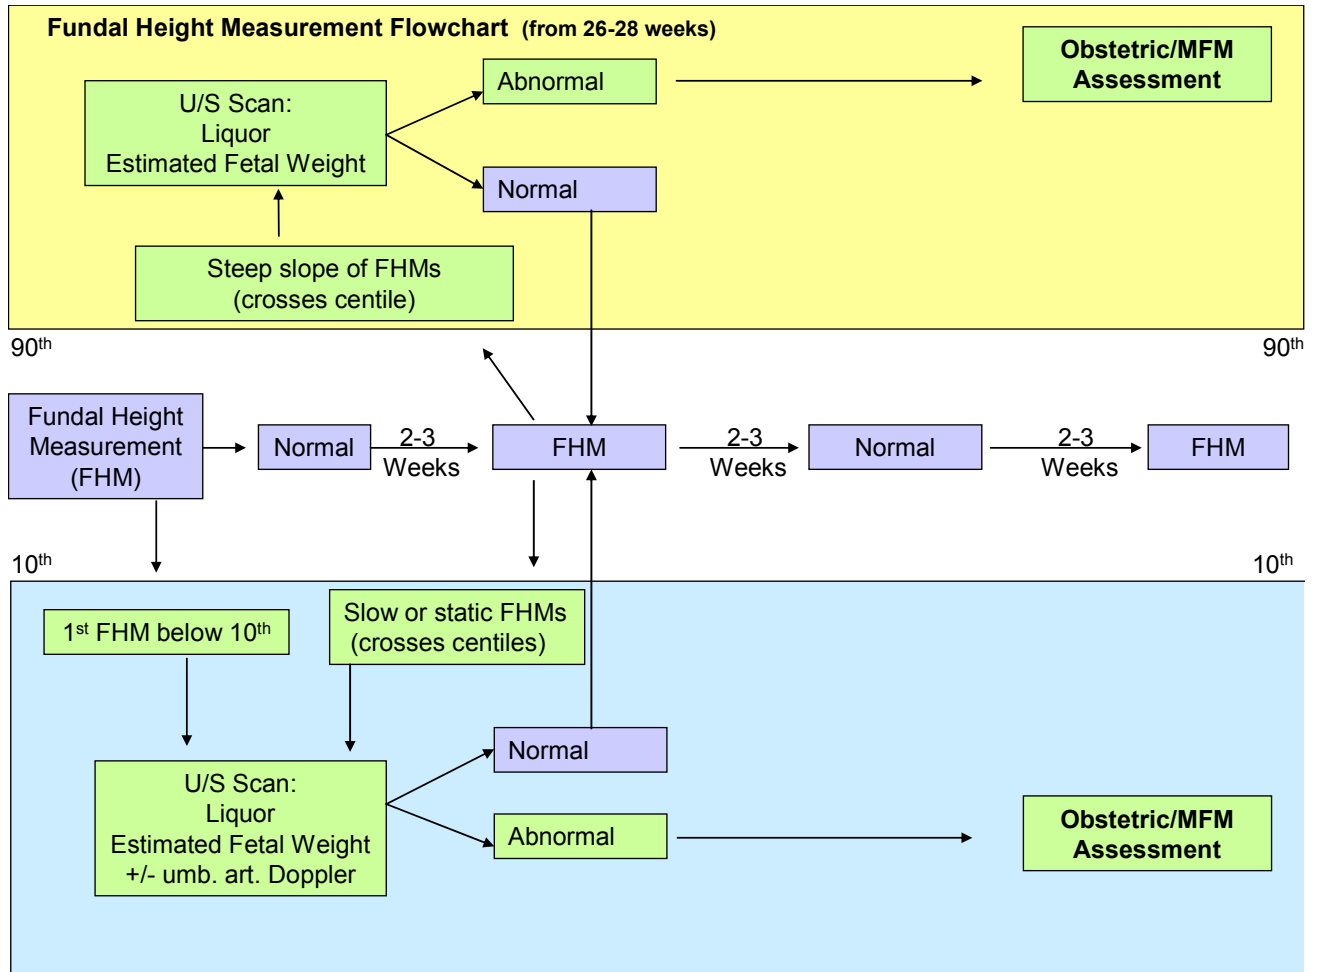 Fundal Height Measurement Flowchart (from 26-28 weeks)
Obstetric/MFM
Assessment
Abnormal
U/S Scan:
Liquor
Estimated Fetal Weight
Normal
Steep slope of FHMs
(crosses centile)
90th
90th
Fundal Height
Measurement
(FHM)
Normal
2-3
Weeks
FHM
2-3
Weeks
Normal
2-3
Weeks
FHM
10th
10th
1st FHM below 10th
Slow or static FHMs
(crosses centiles)
Normal
U/S Scan:
Liquor
Estimated Fetal Weight
+/- umb. art. Doppler
Abnormal
Obstetric/MFM
Assessment